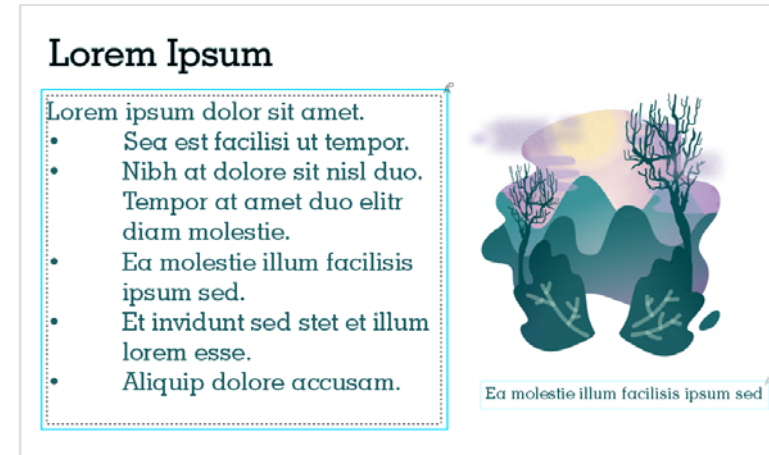 Lorem Ipsum
Lorem ipsum dolor sit amet.
• Sea est facilisi ut tempor.
• Nibh at dolore sit nisl duo.
Tempor at amet duo elitr
diam molestie.
• Ea molestie illum facilisis
ipsum sed.
• Et invidunt sed stet et illum
lorem esse.
• Aliquip dolore accusam.
Ea molestie illum facilisis ipsum sed